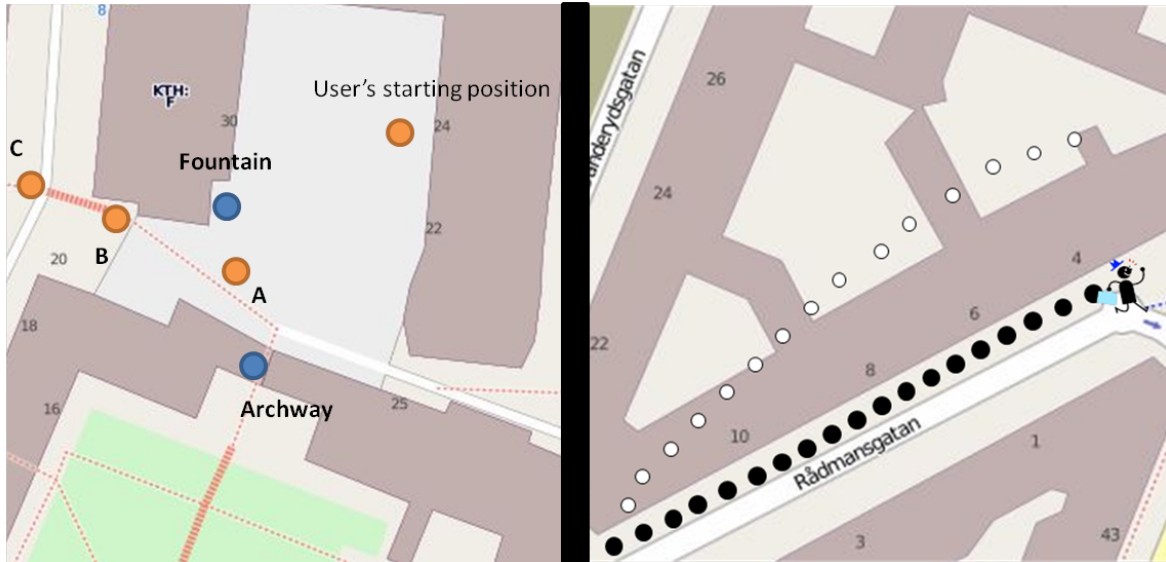 8
KTH:
F
30
User's starting position
24
C
Fountain
22
B
20
A
18
Archway
16
25
26
anderydsgatan
24
4
6
22
8
10
Rådmansgatan
1
3
43